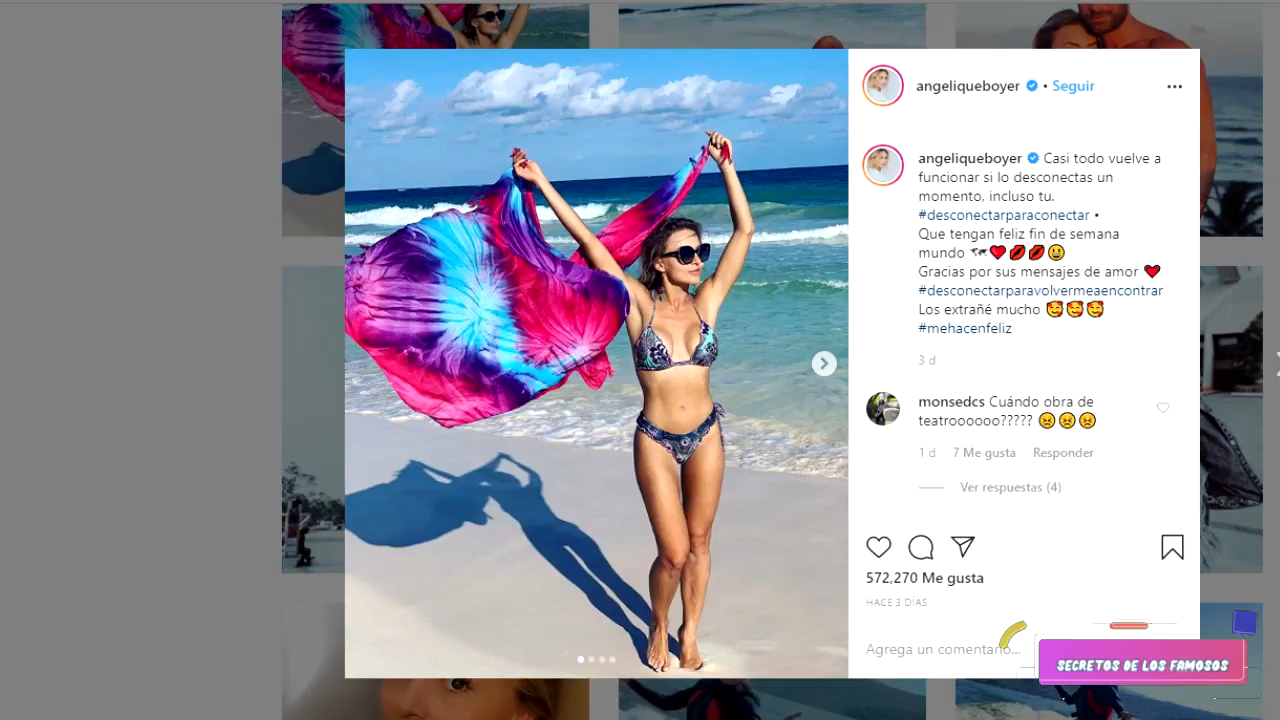 angeliqueboyer • Seguir
angeliqueboyer Casi todo vuelve a
funcionar si lo desconectas un
momento, incluso tu.
#desconectarparaconectar •
Que tengan feliz fin de semana
mundo 🗺❤️💋💋😀
Gracias por sus mensajes de amor ❤️
#desconectarparavolvermeaencontrar
Los extrañé mucho 🥰🥰🥰
#mehacenfeliz
3 d
monsedcs Cuándo obra de
teatroooooo????? 😣😣😣
1 d 7 Me gusta Responder
Ver respuestas (4)
572,270 Me gusta
HACE 3 DÍAS
Agrega un comentario...
SECRETOS DE LOS FAMOSOS